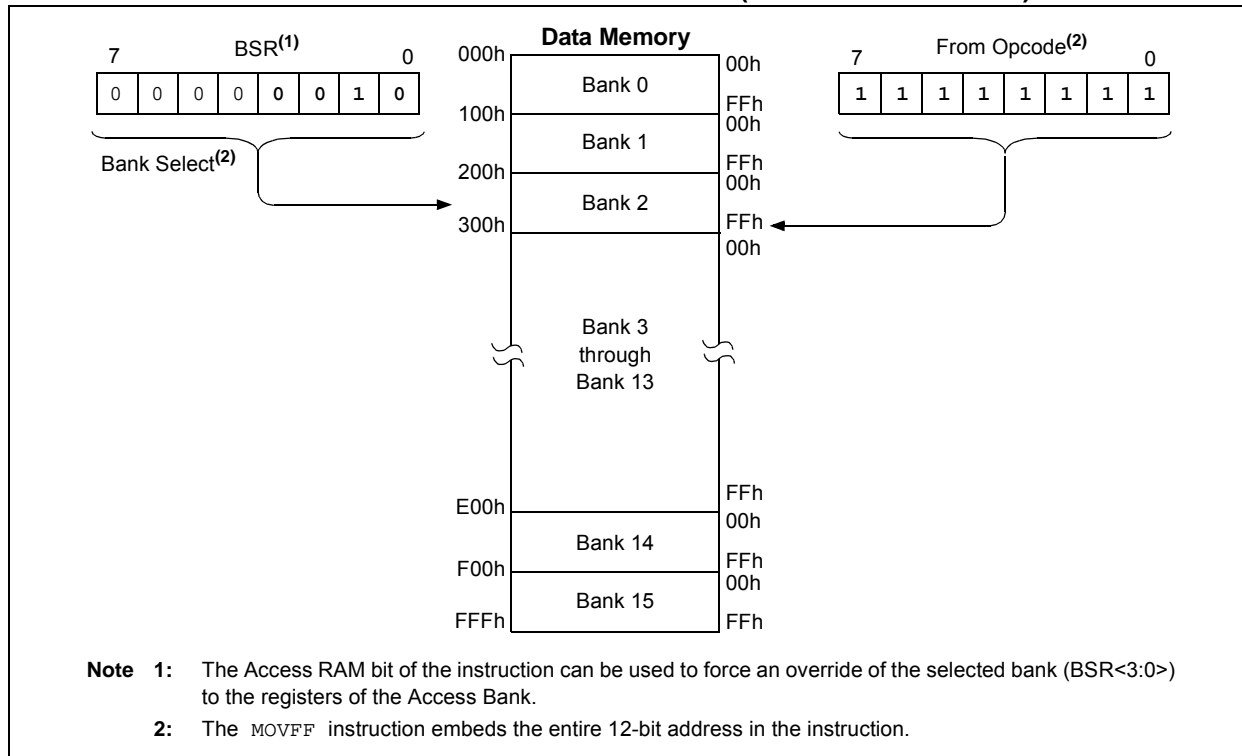 Data Memory
7 BSR(1) 0
0 0 0 0 0 0 1 0
Bank Select(2)
7 From Opcode(2) 0
1 1 1 1 1 1 1 1
000h
Bank 0
00h
FFh
100h
Bank 1
00h
FFh
200h
Bank 2
00h
FFh
300h
00h
Bank 3
through
Bank 13
FFh
E00h
Bank 14
00h
FFh
F00h
Bank 15
00h
FFFh
FFh
Note 1: The Access RAM bit of the instruction can be used to force an override of the selected bank (BSR<3:0>)
to the registers of the Access Bank.
2: The MOVFF instruction embeds the entire 12-bit address in the instruction.